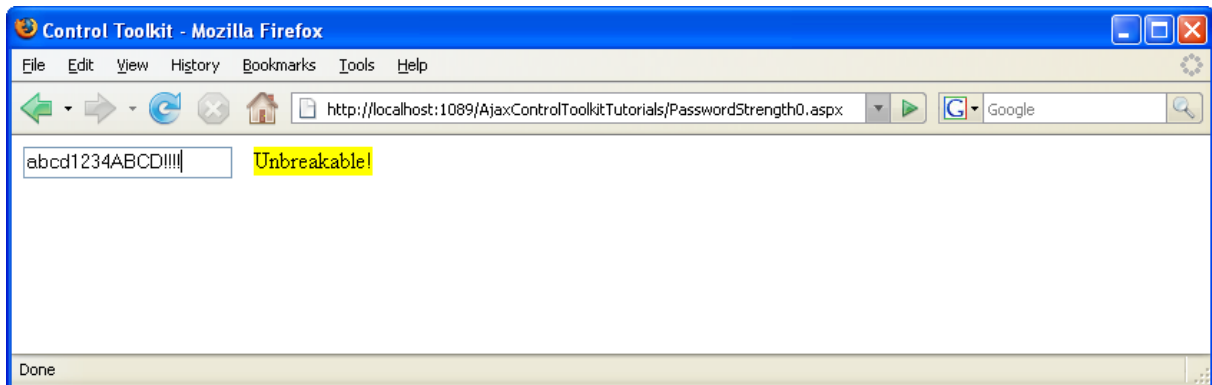 Control Toolkit - Mozilla Firefox
File Edit View History Bookmarks Tools Help
http://localhost:1089/AjaxControlToolkitTutorials/PasswordStrength0.aspx G Google
abcd1234ABCD!!!! Unbreakable!
Done